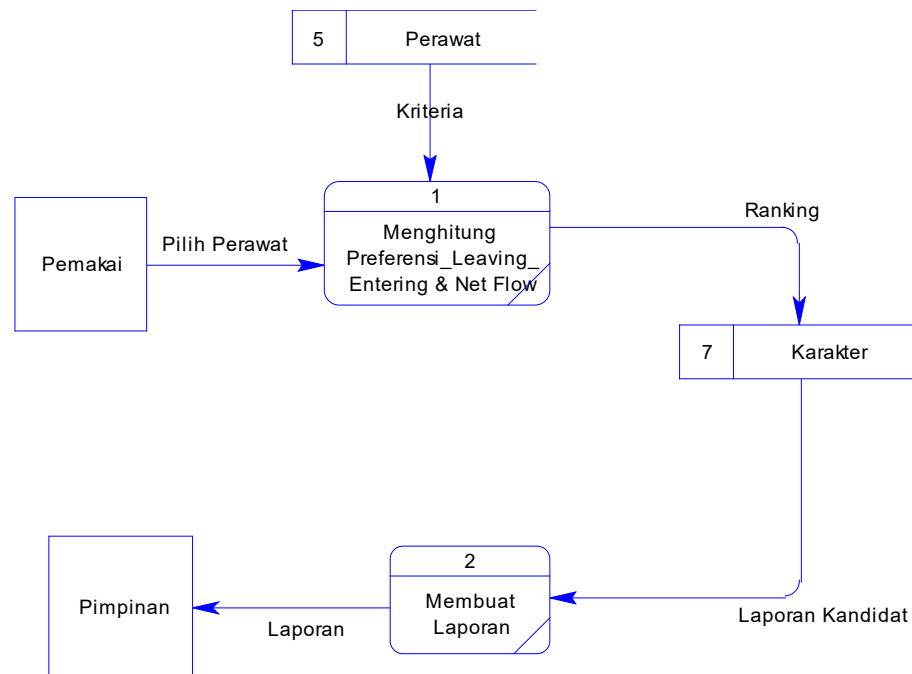 5 Perawat
Kriteria
1
Menghitung
Preferensi_Leaving_
Entering & Net Flow
Pemakai
Pilih Perawat
Ranking
7 Karakter
Laporan Kandidat
2
Membuat
Laporan
Laporan
Pimpinan